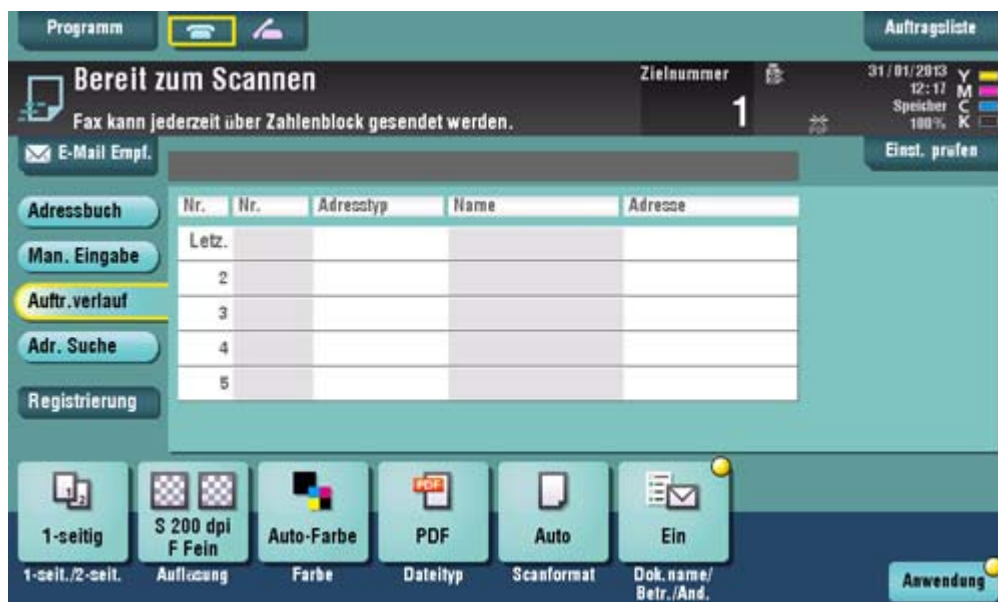 Programm
Auftragsliste
Bereit zum Scannen
Zielnummer
1
31/01/2013
12:17
Speicher
100%
Y
M
C
K
Fax kann jederzeit über Zahlenblock gesendet werden.
E-Mail Empf.
Einst. prüfen
Adressbuch
Man. Eingabe
Auftr.verlauf
Adr. Suche
Registrierung
Nr. Nr. Adresstyp Name Adresse
Letz.
2
3
4
5
1-seitig
S 200 dpi
F Fein
Auto-Farbe
PDF
PDF
Auto
Ein
1-seit./2-seit.
Auflösung
Farbe
Dateityp
Scanformat
Dok.name/
Betr./And.
Anwendung